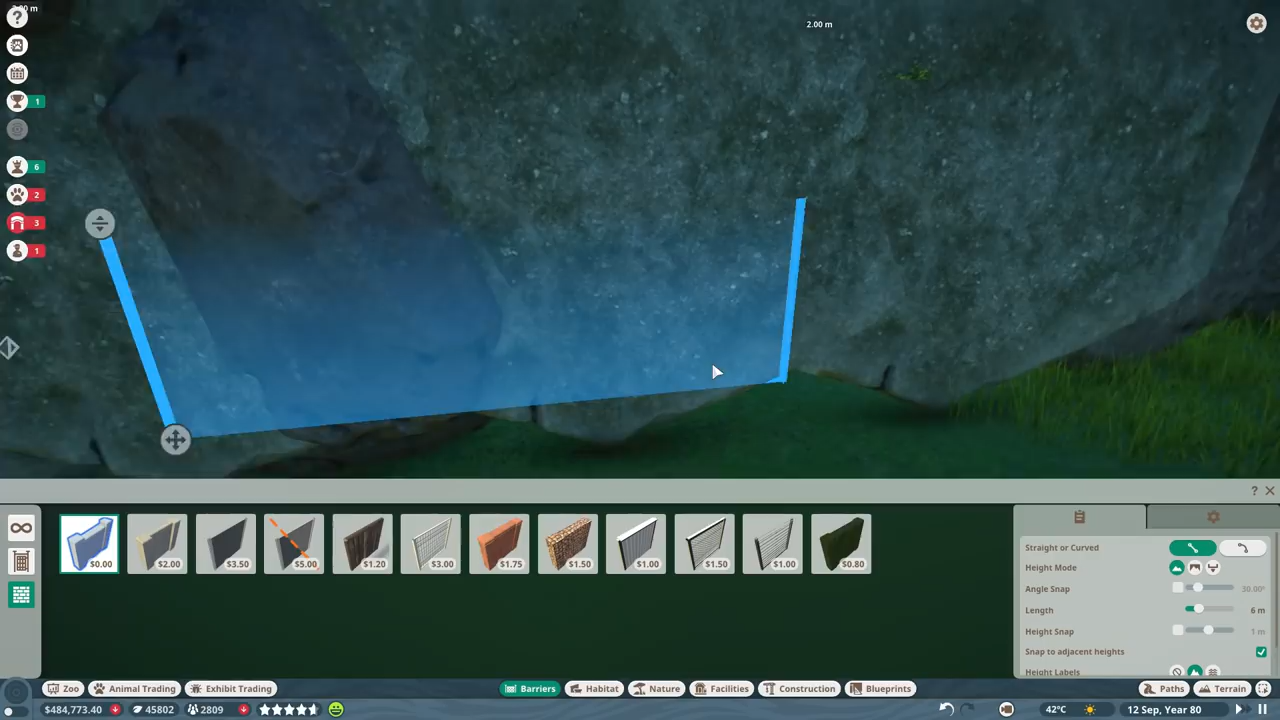 2.00 m
1
6
2
3
1
$0.00
$2.00
$3.50
$5.00
$1.20
$3.00
$1.75
$1.50
$1.00
$1.50
$1.00
$0.80
Straight or Curved
Height Mode
Angle Snap 30.00°
Length 6 m
Height Snap 1 m
Snap to adjacent heights
Height Labels
Zoo Animal Trading Exhibit Trading Barriers Habitat Nature Facilities Construction Blueprints Paths Terrain
$484,773.40 45802 2809 42°C 12 Sep, Year 80